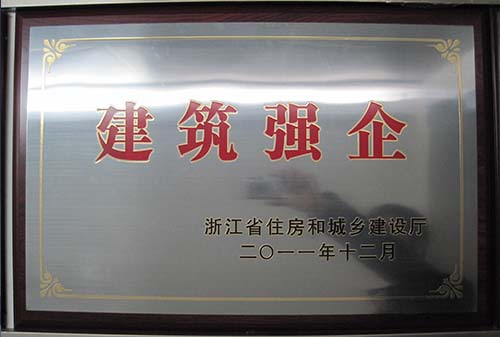 建筑强企
浙江省住房和城乡建设厅
二〇一一年十二月